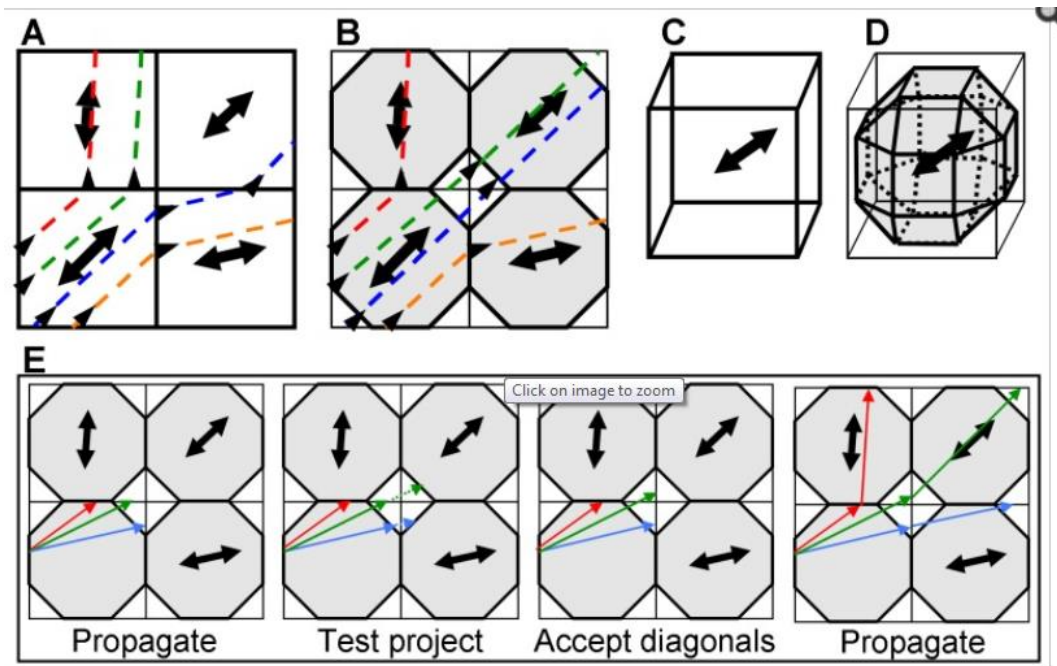 A B C D
Click on image to zoom
E
Propagate Test project Accept diagonals Propagate